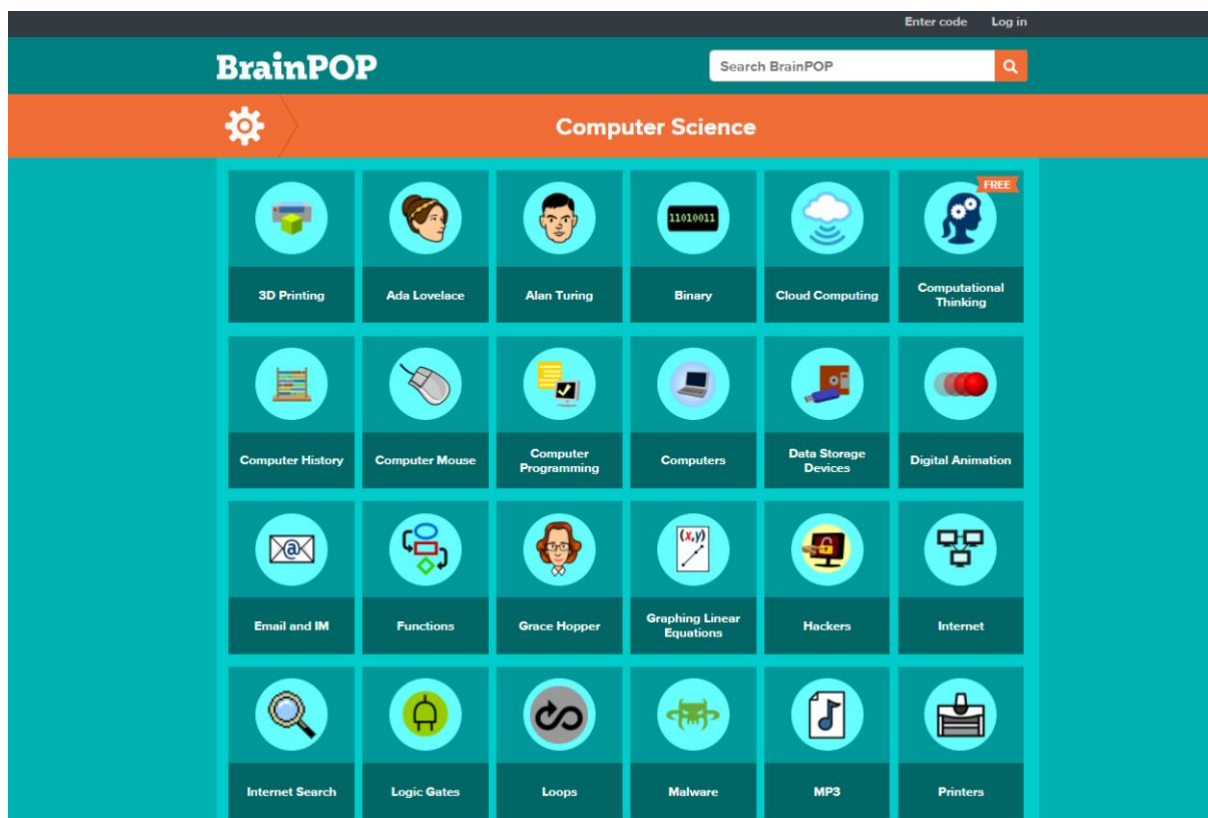 Enter code Log in
BrainPOP
Search BrainPOP
Computer Science
FREE
11010011
3D Printing
Ada Lovelace
Alan Turing
Binary
Cloud Computing
Computational
Thinking
Computer History
Computer Mouse
Computer
Programming
Computers
Data Storage
Devices
Digital Animation
@
(x,y)
Email and IM
Functions
Grace Hopper
Graphing Linear
Equations
Hackers
Internet
Internet Search
Logic Gates
Loops
Malware
MP3
Printers